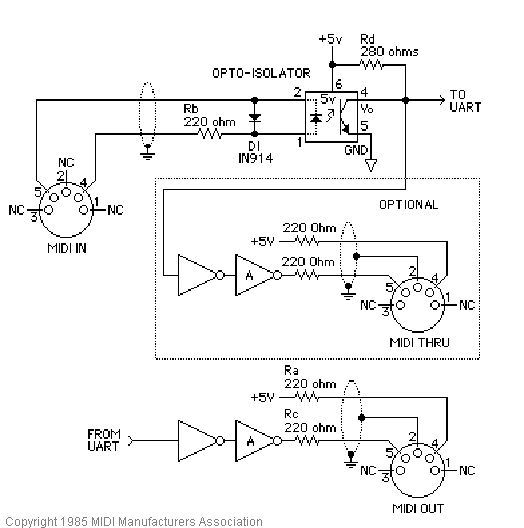 +5v
Rd
280 ohms
OPTO-ISOLATOR
6
2
5v
4
TO
UART
Vo
Rb
220 ohm
1
5
DI
IN914
GND
NC
2
5
4
NC
3
1
NC
MIDI IN
OPTIONAL
220 Ohm
+5V
220 Ohm
A
2
5
4
NC
3
1
NC
MIDI THRU
Ra
220 ohm
+5V
Rc
220 ohm
FROM
UART
A
2
5
4
NC
3
1
NC
MIDI OUT
Copyright 1985 MIDI Manufacturers Association